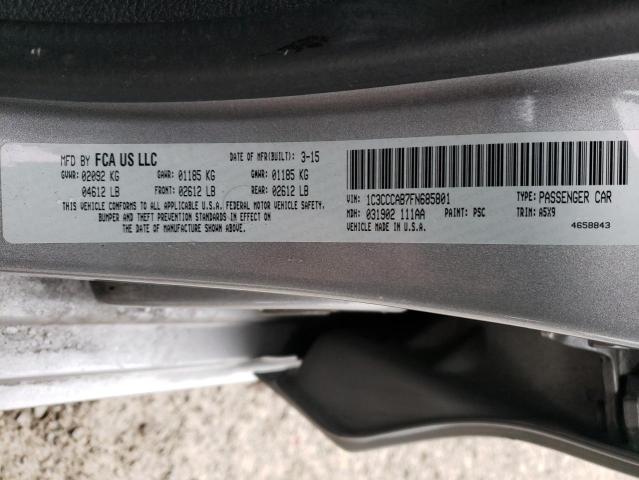 MFD BY FCA US LLC DATE OF MFR(BUILT): 3-15
GVWR: 02092 KG GAWR: 01185 KG GAWR: 01185 KG
04612 LB FRONT: 02612 LB REAR: 02612 LB
THIS VEHICLE CONFORMS TO ALL APPLICABLE U.S.A. FEDERAL MOTOR VEHICLE SAFETY,
BUMPER AND THEFT PREVENTION STANDARDS IN EFFECT ON
THE DATE OF MANUFACTURE SHOWN ABOVE.
VIN: 1C3CCCAB7FN685801 TYPE: PASSENGER CAR
MDH: 031902 111AA PAINT: PSC TRIM: A5X9
VEHICLE MADE IN U.S.A. 4658843